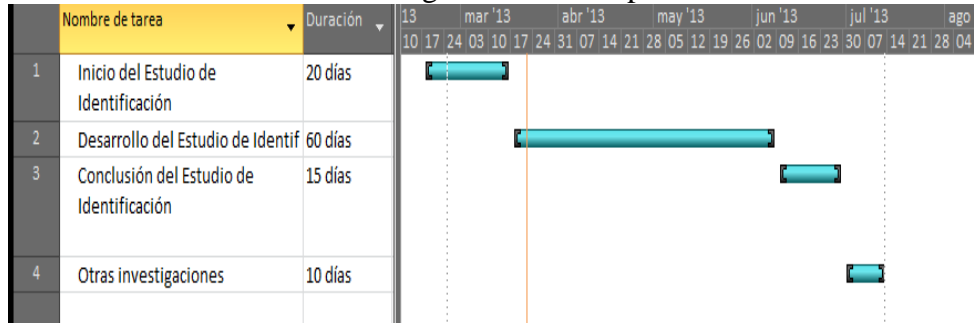 Nombre de tarea Duración 13 mar '13 abr '13 may '13 jun '13 jul '13 ago
10 17 24 03 10 17 24 31 07 14 21 28 05 12 19 26 02 09 16 23 30 07 14 21 28 04
1 Inicio del Estudio de 20 días
Identificación
2 Desarrollo del Estudio de Identif 60 días
3 Conclusión del Estudio de 15 días
Identificación
4 Otras investigaciones 10 días